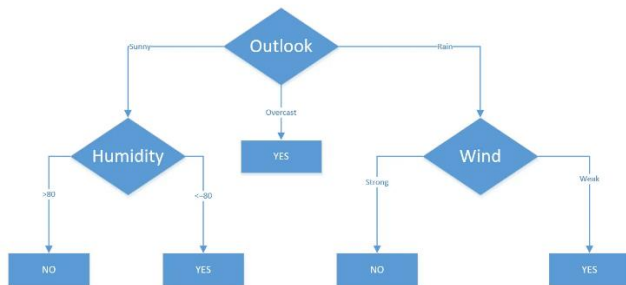 Outlook
Sunny
Rain
Overcast
Humidity
YES
Wind
>80
<=80
Strong
Weak
NO
YES
NO
YES